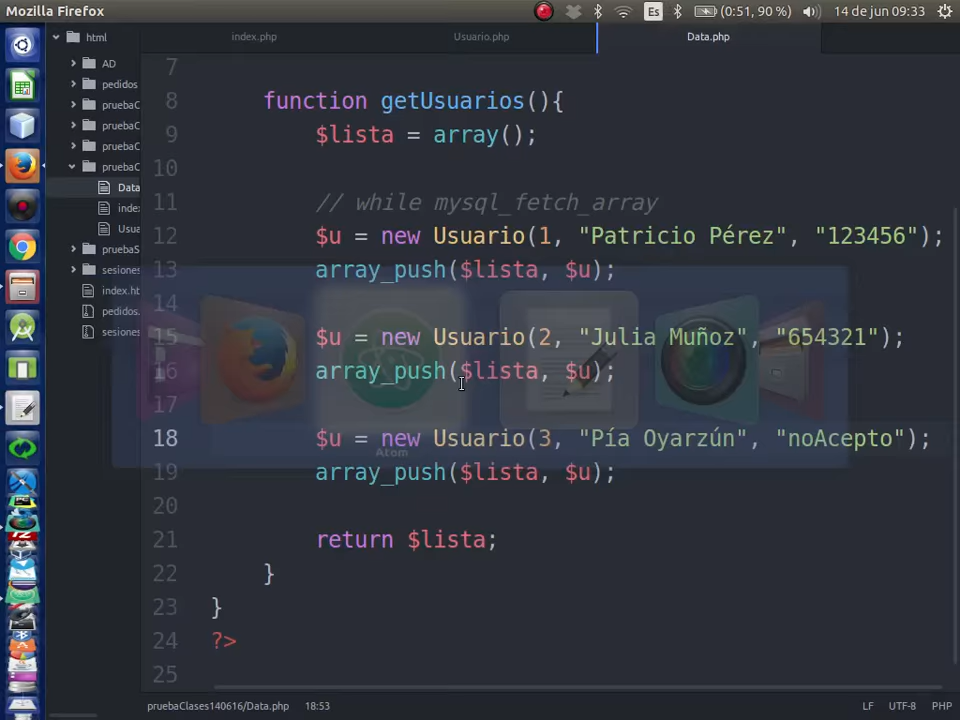 Mozilla Firefox
Es
(0:51, 90 %)
14 de jun 09:33
html
AD
pedidos
pruebaC
pruebaC
pruebaC
pruebaC
Data
index
Usua
pruebaS
sesiones
index.ht
pedidos.
sesiones
index.php
Usuario.php
Data.php
7
8 function getUsuarios(){
9 $lista = array();
10
11 // while mysql_fetch_array
12 $u = new Usuario(1, "Patricio Pérez", "123456");
13 array_push($lista, $u);
14
15 $u = new Usuario(2, "Julia Muñoz", "654321");
16 array_push($lista, $u);
17
18 $u = new Usuario(3, "Pía Oyarzún", "noAcepto");
19 array_push($lista, $u);
20
21 return $lista;
22 }
23 }
24 ?>
25
Atom
pruebaClases140616/Data.php 18:53
LF UTF-8 PHP